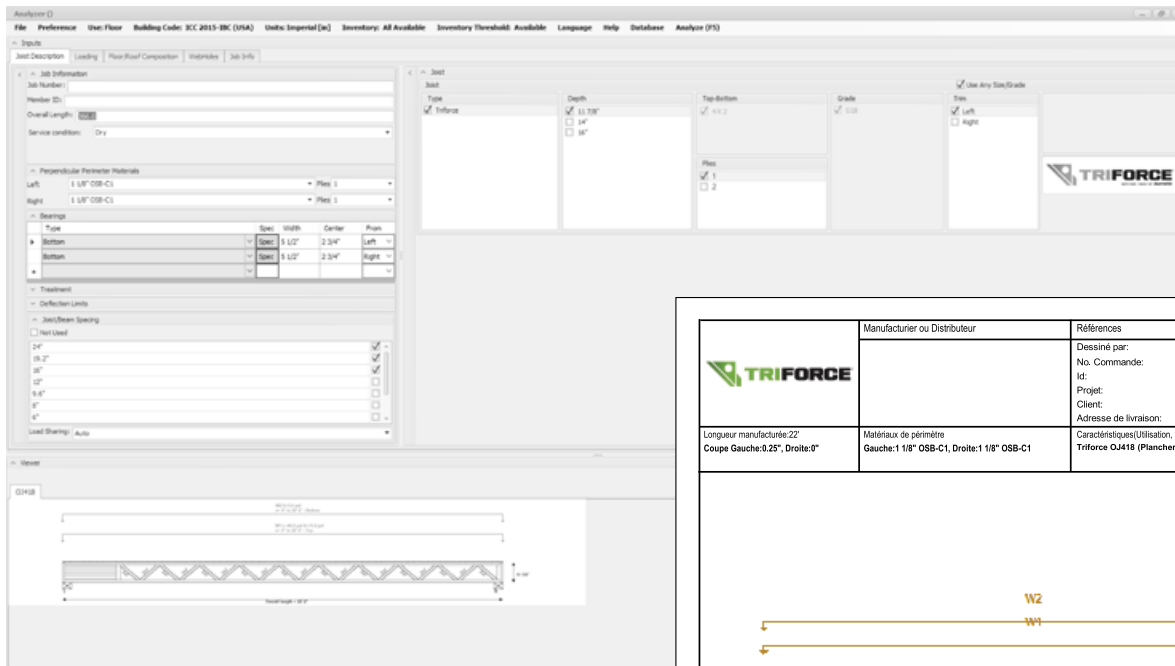 Analyzer ()
File Preference Use: Floor Building Code: ICC 2015-IBC (USA) Units: Imperial [in] Inventory: All Available Inventory Threshold: Available Language Help Database Analyze (F5)
Inputs
Joist Description Loading Floor/Roof Composition Webholes Job Info
Job Information
Job Number:
Member ID:
Overall Length:
Service condition: Dry
Perpendicular Perimeter Materials
Left 1 1/8" OSB-C1 Plies 1
Right 1 1/8" OSB-C1 Plies 1
Bearings
Type Spec Width Center From
Bottom Spec 5 1/2" 2 3/4" Left
Bottom Spec 5 1/2" 2 3/4" Right
Treatment
Deflection Limits
Joist/Beam Spacing
Not Used
24"
19.2"
16"
12"
9.6"
8"
6"
Load Sharing: Auto
Joist
Joist
Use Any Size/Grade
Type Depth Top-Bottom Grade Trim
Triforce 11 7/8" Left
14" Right
16"
Plies
1
2
TRIFORCE
Viewer
OJ418
TRIFORCE
Manufacturier ou Distributeur
Références
Dessiné par:
No. Commande:
Id:
Projet:
Client:
Adresse de livraison:
Longueur manufacturée:22'
Coupe Gauche:0.25", Droite:0"
Matériaux de périmètre
Gauche:1 1/8" OSB-C1, Droite:1 1/8" OSB-C1
Caractéristiques(Utilisation,
Triforce OJ418 (Plancher
W2
W1